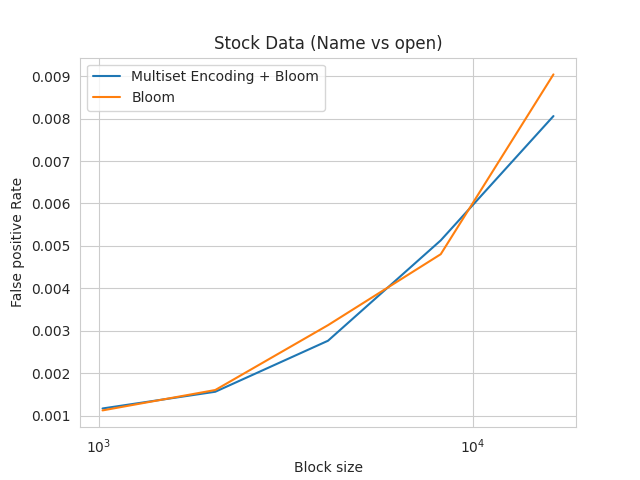 Stock Data (Name vs open)
Multiset Encoding + Bloom
Bloom
False positive Rate
0.009
0.008
0.007
0.006
0.005
0.004
0.003
0.002
0.001
10³
10⁴
Block size